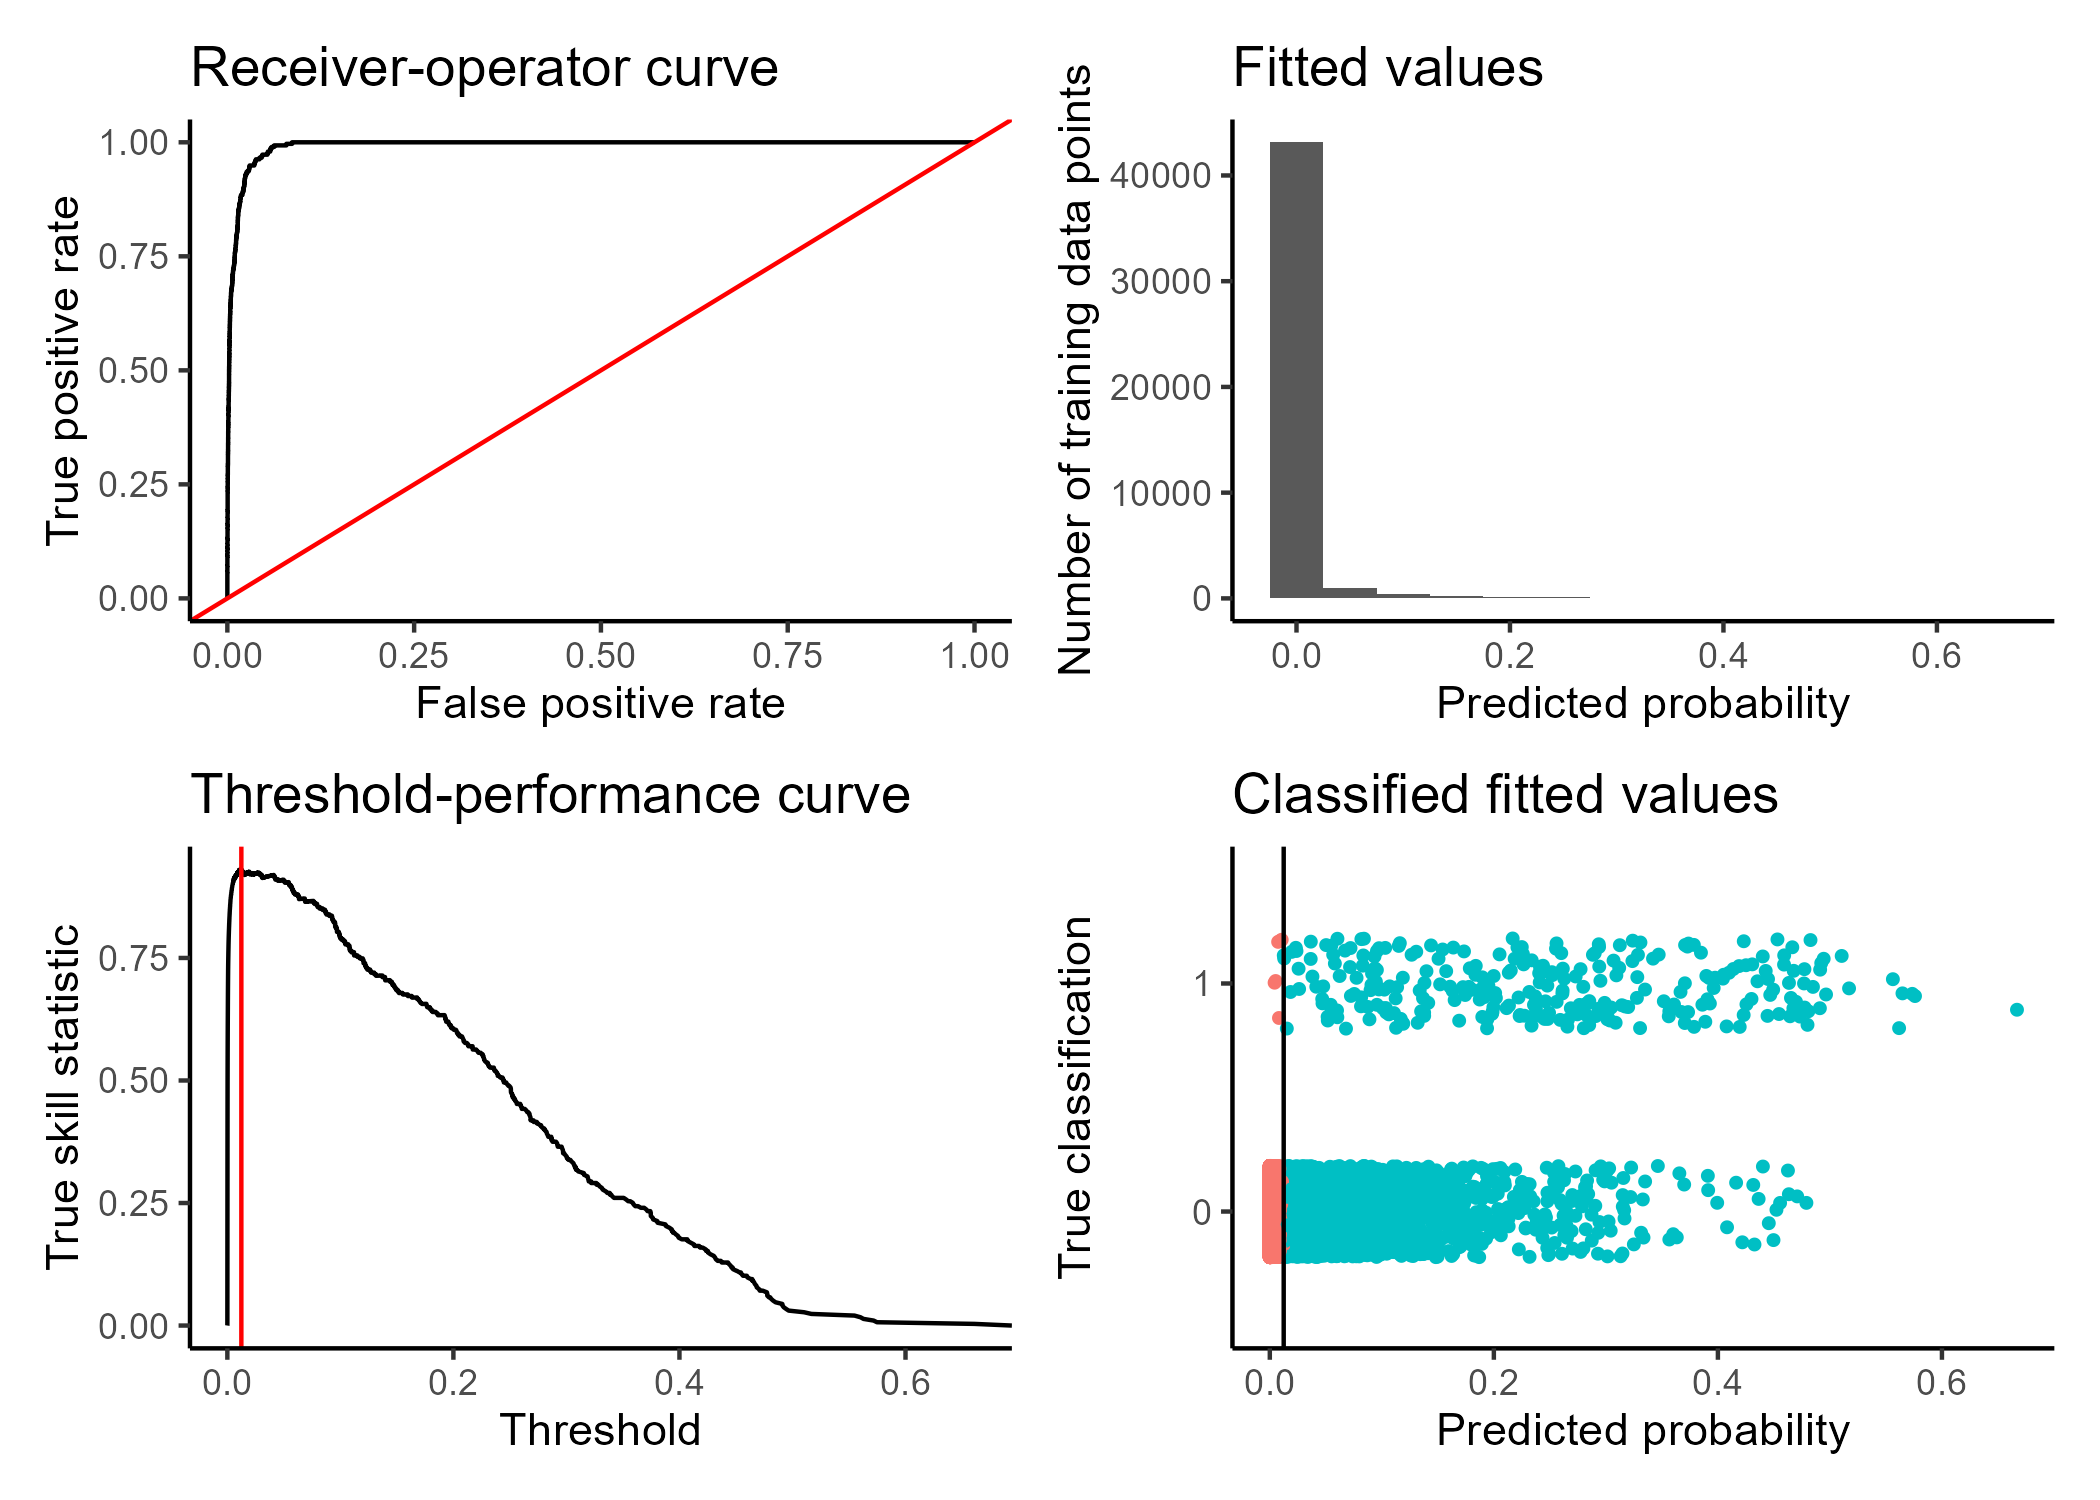 Receiver-operator curve
True positive rate
1.00
0.75
0.50
0.25
0.00
0.00 0.25 0.50 0.75 1.00
False positive rate
Fitted values
Number of training data points
40000
30000
20000
10000
0
0.0 0.2 0.4 0.6
Predicted probability
Threshold-performance curve
True skill statistic
0.75
0.50
0.25
0.00
0.0 0.2 0.4 0.6
Threshold
Classified fitted values
True classification
1
0
0.0 0.2 0.4 0.6
Predicted probability